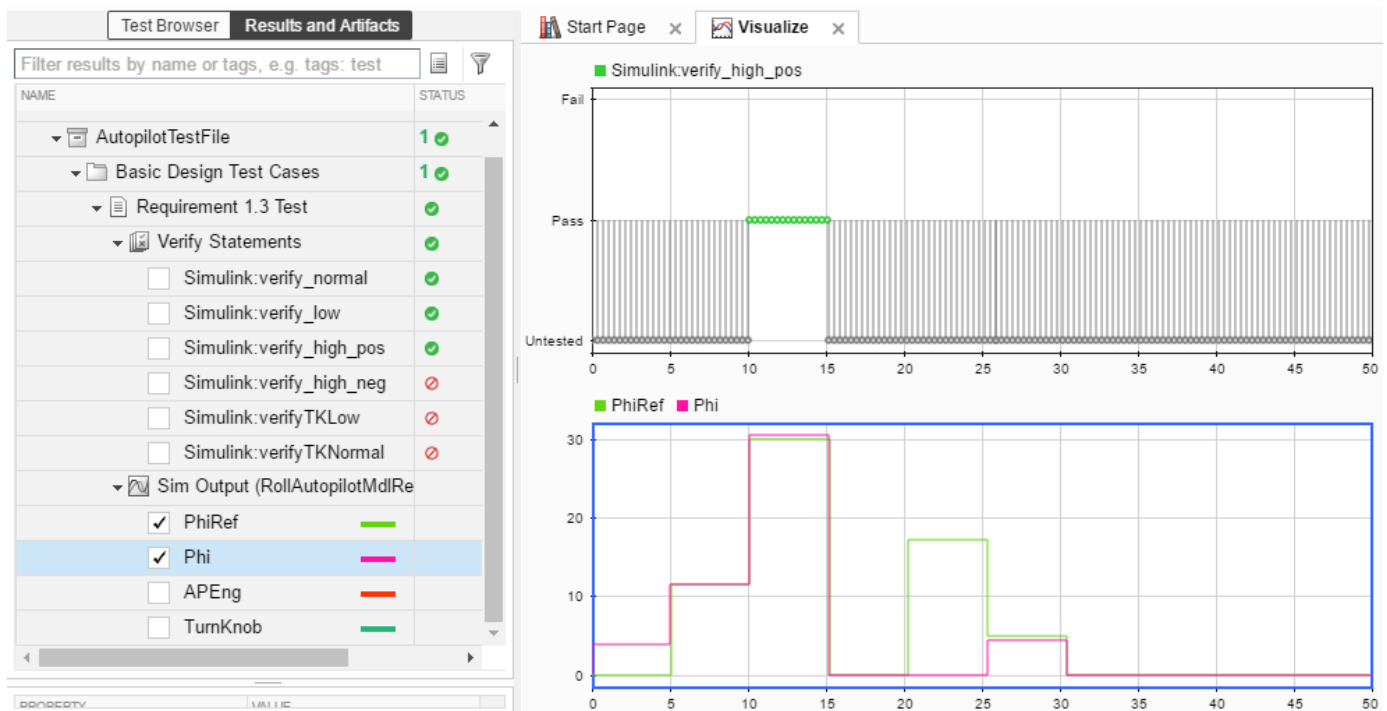 Test Browser Results and Artifacts
Filter results by name or tags, e.g. tags: test
NAME STATUS
AutopilotTestFile 1
Basic Design Test Cases 1
Requirement 1.3 Test
Verify Statements
Simulink:verify_normal
Simulink:verify_low
Simulink:verify_high_pos
Simulink:verify_high_neg
Simulink:verifyTKLow
Simulink:verifyTKNormal
Sim Output (RollAutopilotMdlRe
PhiRef
Phi
APEng
TurnKnob
PROPERTY VALUE
Start Page Visualize
Simulink:verify_high_pos
Fail
Pass
Untested
0 5 10 15 20 25 30 35 40 45 50
PhiRef Phi
30
20
10
0
0 5 10 15 20 25 30 35 40 45 50